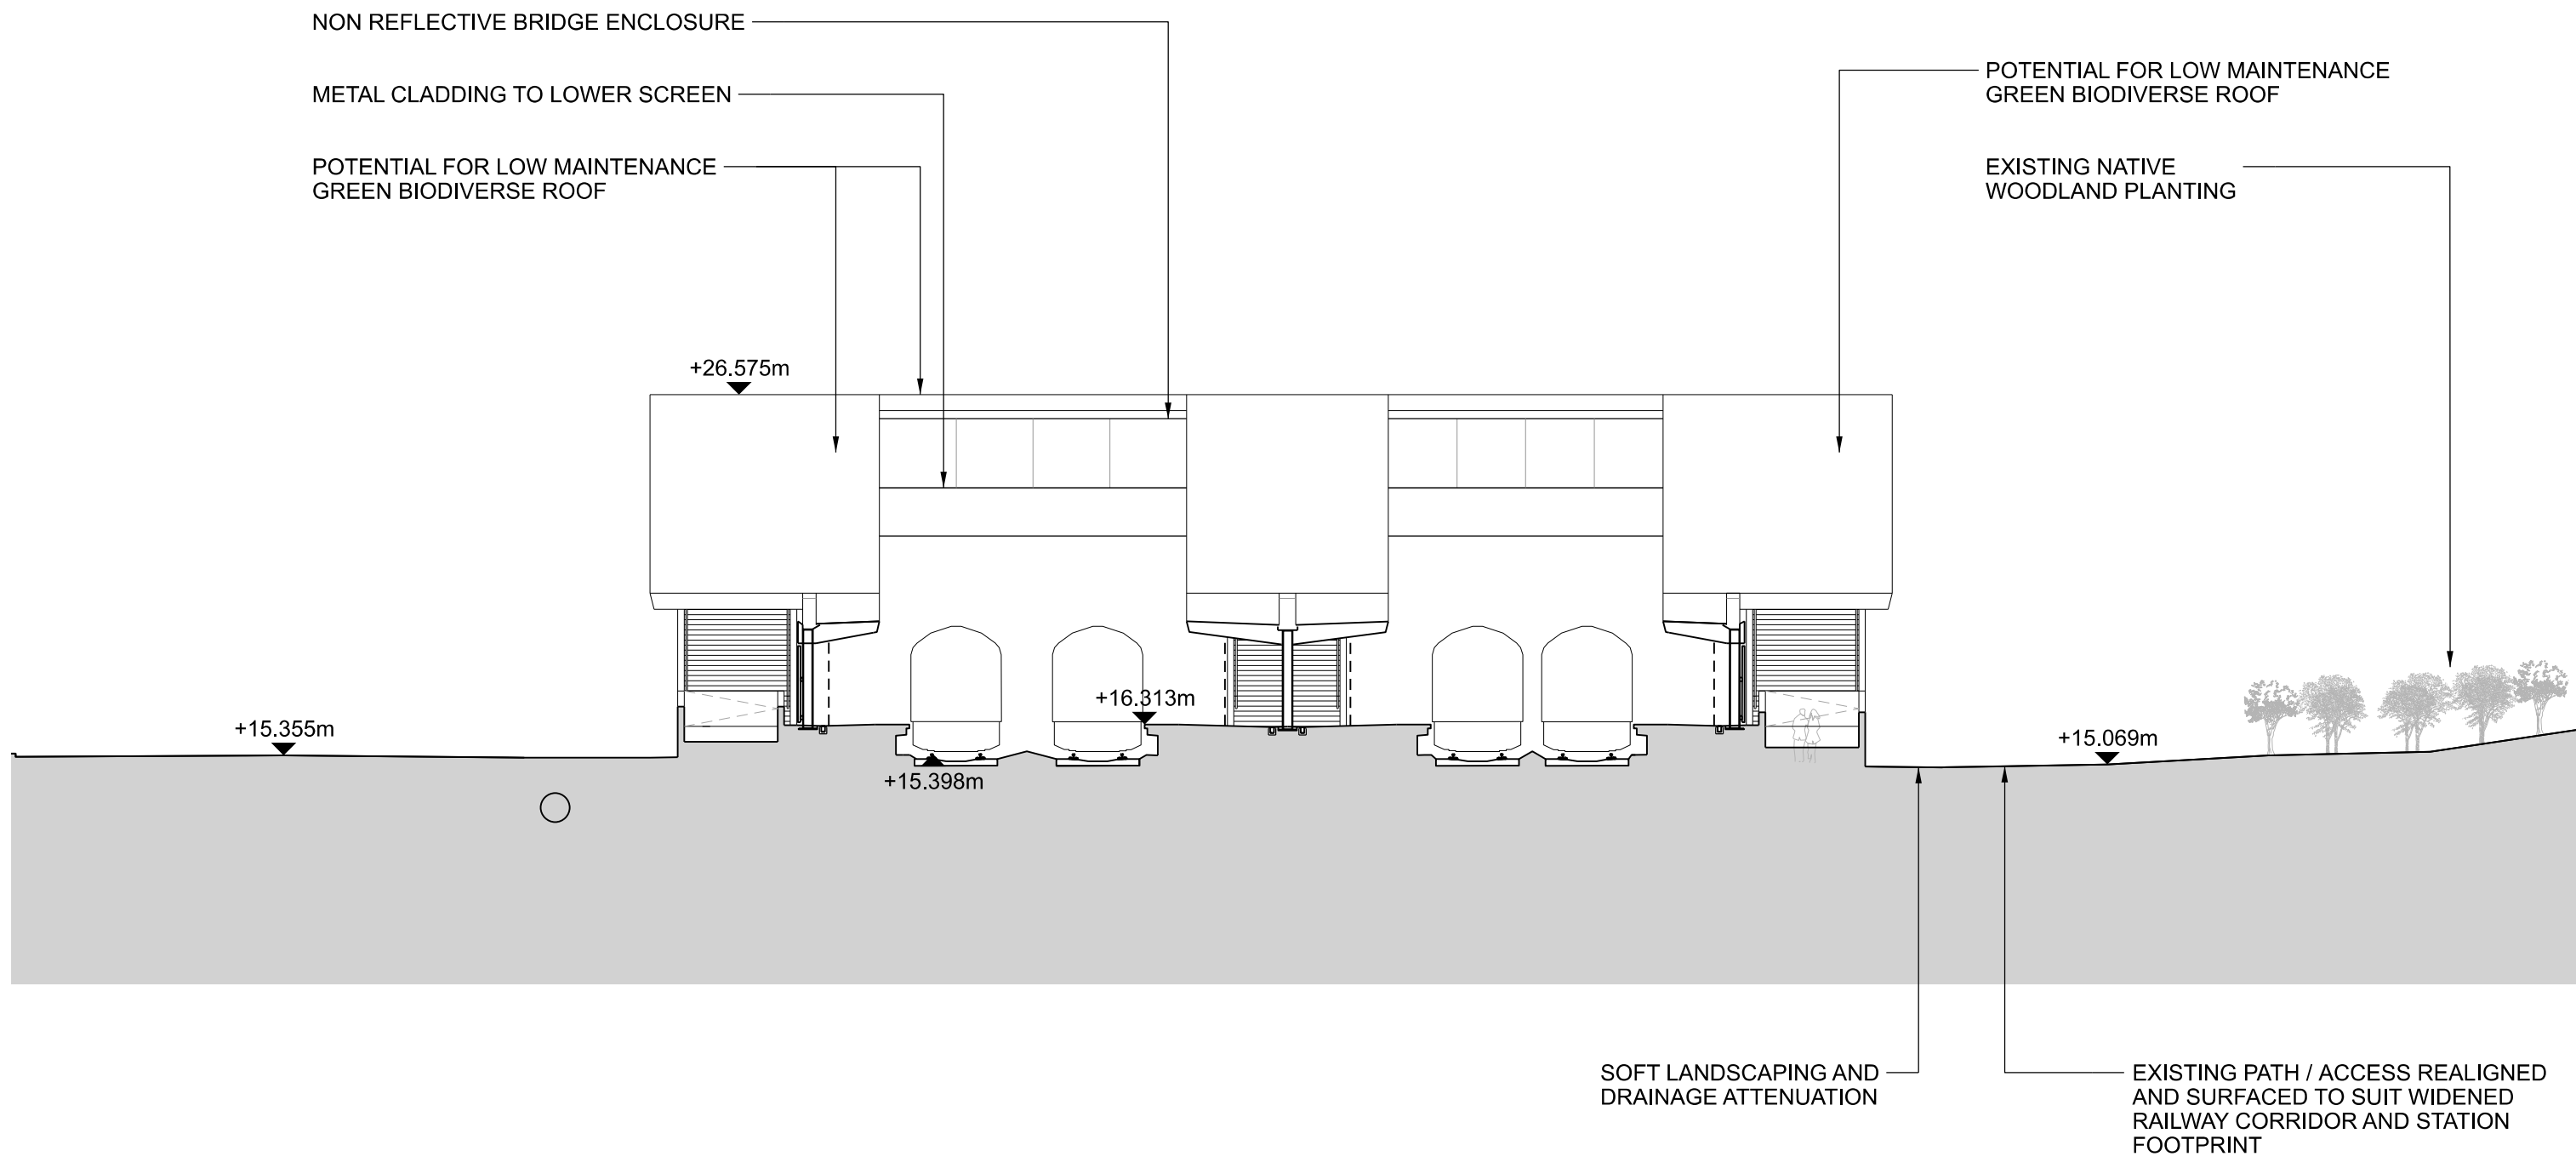 NON REFLECTIVE BRIDGE ENCLOSURE
METAL CLADDING TO LOWER SCREEN
POTENTIAL FOR LOW MAINTENANCE
GREEN BIODIVERSE ROOF
POTENTIAL FOR LOW MAINTENANCE
GREEN BIODIVERSE ROOF
EXISTING NATIVE
WOODLAND PLANTING
+26.575m
+16.313m
+15.355m
+15.069m
+15.398m
SOFT LANDSCAPING AND
DRAINAGE ATTENUATION
EXISTING PATH / ACCESS REALIGNED
AND SURFACED TO SUIT WIDENED
RAILWAY CORRIDOR AND STATION
FOOTPRINT